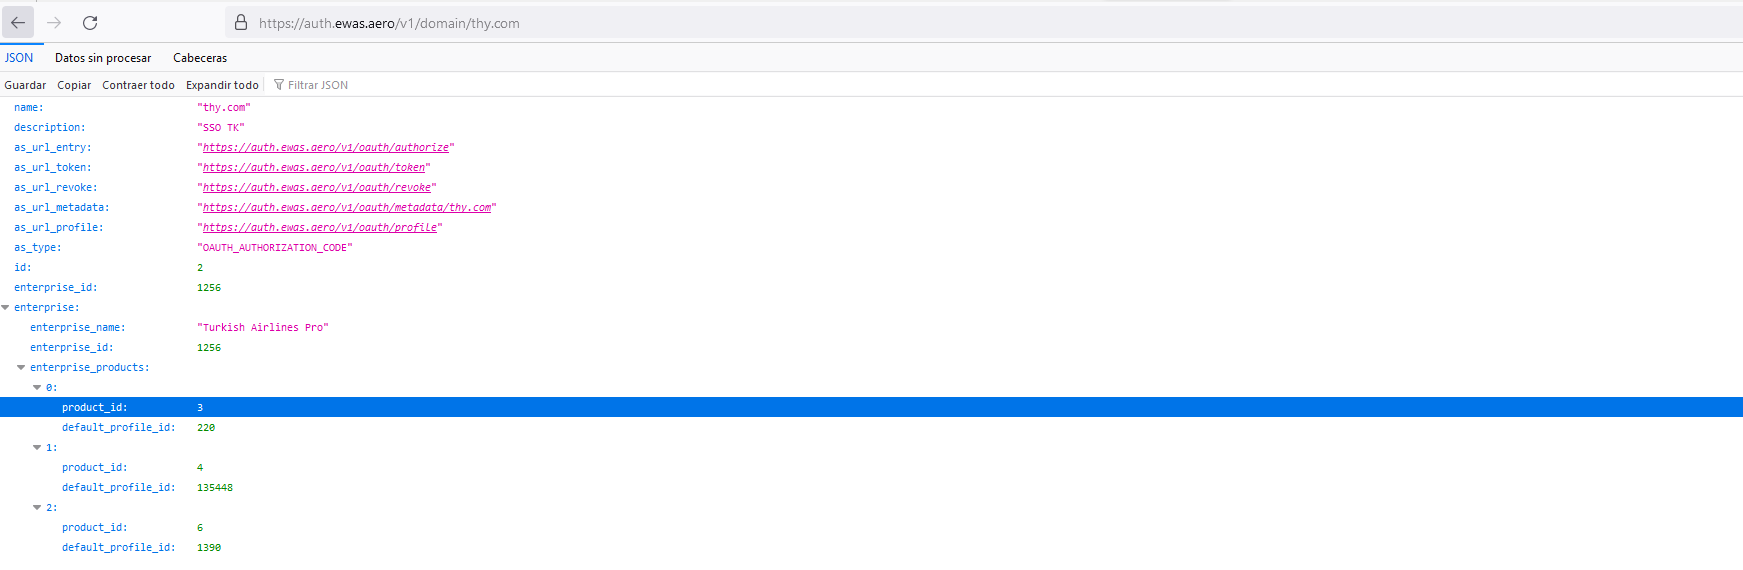 https://auth.ewas.aero/v1/domain/thy.com
JSON Datos sin procesar Cabeceras
Guardar Copiar Contraer todo Expandir todo Filtrar JSON
name: "thy.com"
description: "SSO TK"
as_url_entry: "https://auth.ewas.aero/v1/oauth/authorize"
as_url_token: "https://auth.ewas.aero/v1/oauth/token"
as_url_revoke: "https://auth.ewas.aero/v1/oauth/revoke"
as_url_metadata: "https://auth.ewas.aero/v1/oauth/metadata/thy.com"
as_url_profile: "https://auth.ewas.aero/v1/oauth/profile"
as_type: "OAUTH_AUTHORIZATION_CODE"
id: 2
enterprise_id: 1256
enterprise:
enterprise_name: "Turkish Airlines Pro"
enterprise_id: 1256
enterprise_products:
0:
product_id: 3
default_profile_id: 220
1:
product_id: 4
default_profile_id: 135448
2:
product_id: 6
default_profile_id: 1390